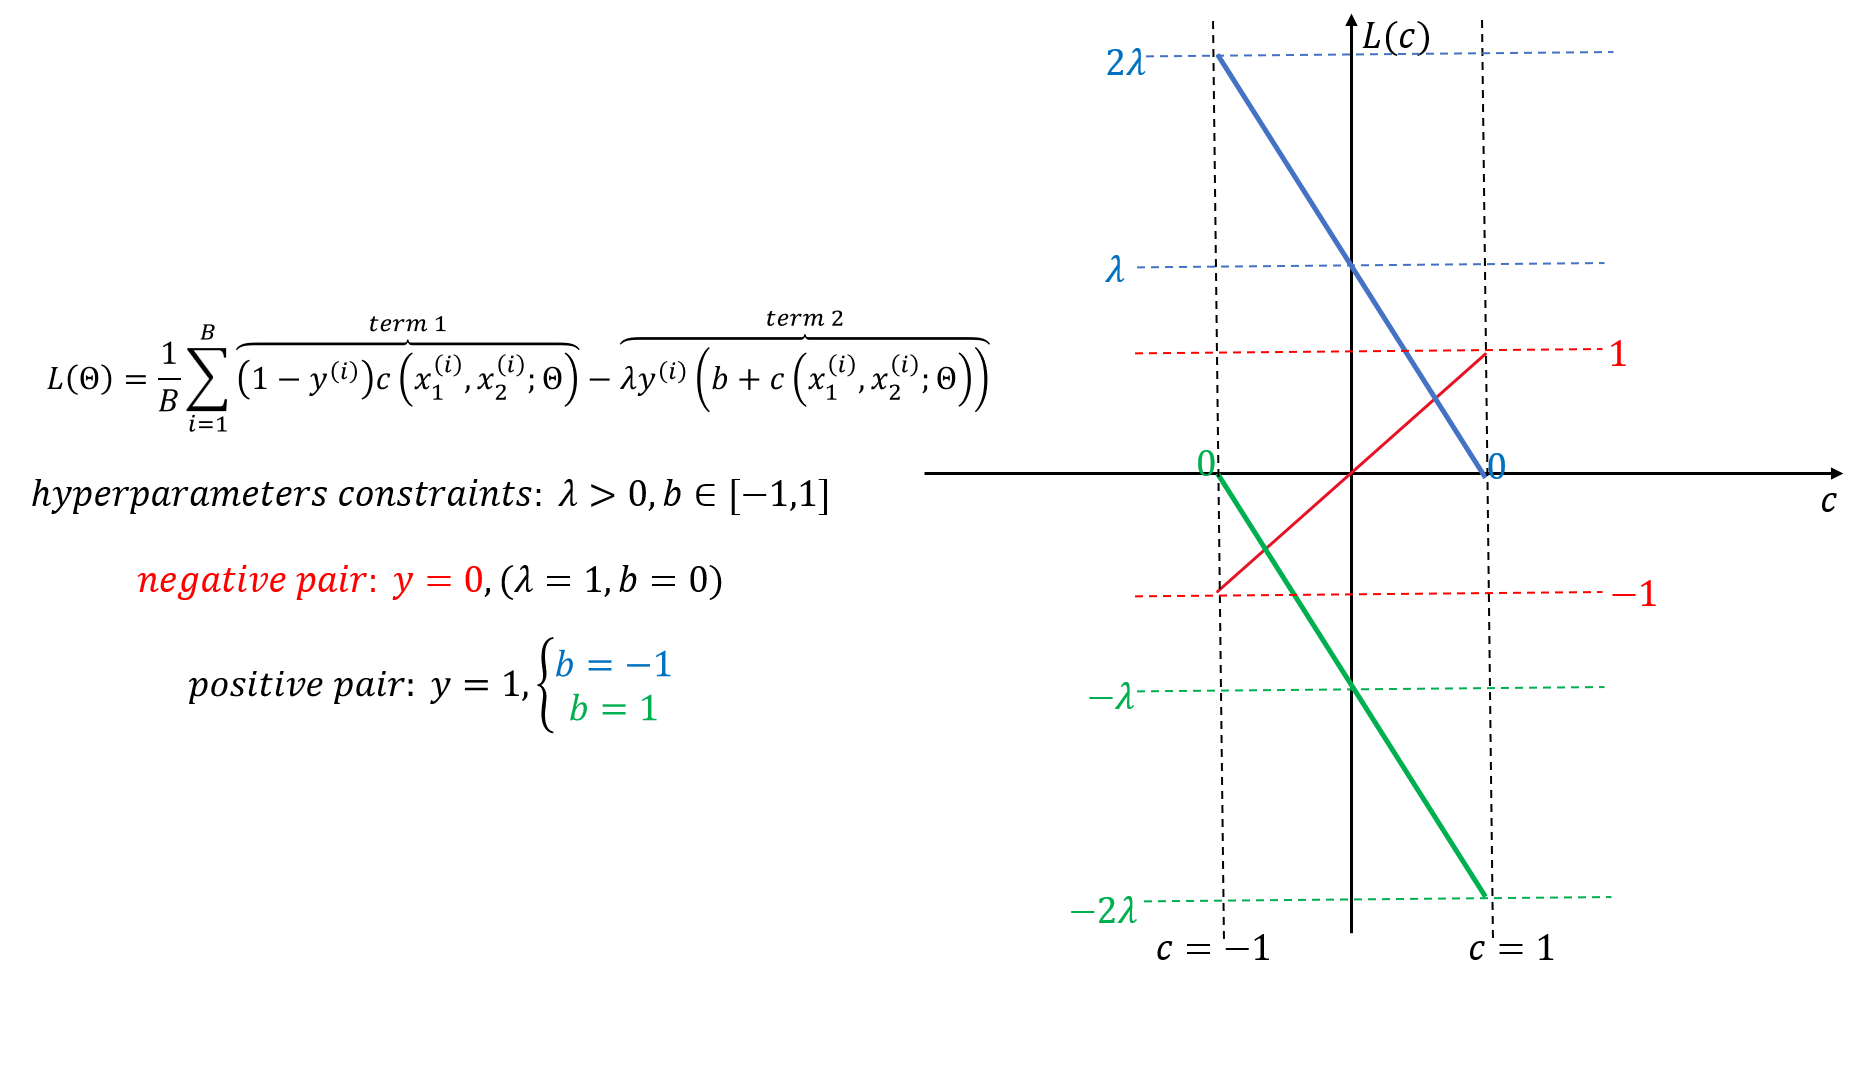 L(Θ) = 1/B ∑_{i=1}^{B} (1 − y^{(i)})c(x_1^{(i)}, x_2^{(i)}; Θ) − λy^{(i)}(b + c(x_1^{(i)}, x_2^{(i)}; Θ))
term 1
term 2
hyperparameters constraints: λ > 0, b ∈ [−1,1]
negative pair: y = 0, (λ = 1, b = 0)
positive pair: y = 1, { b = −1
b = 1
L(c)
2λ
λ
1
0
0
c
−1
−λ
−2λ
c = −1
c = 1